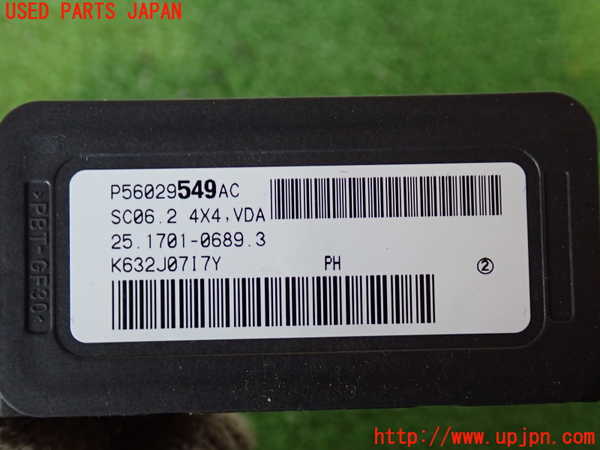 USED PARTS JAPAN
P56029549AC
SC06.2 4X4,VDA
25.1701-0689.3
K632J0717Y PH ②
>PBT-GF30<
http://www.upjpn.com/